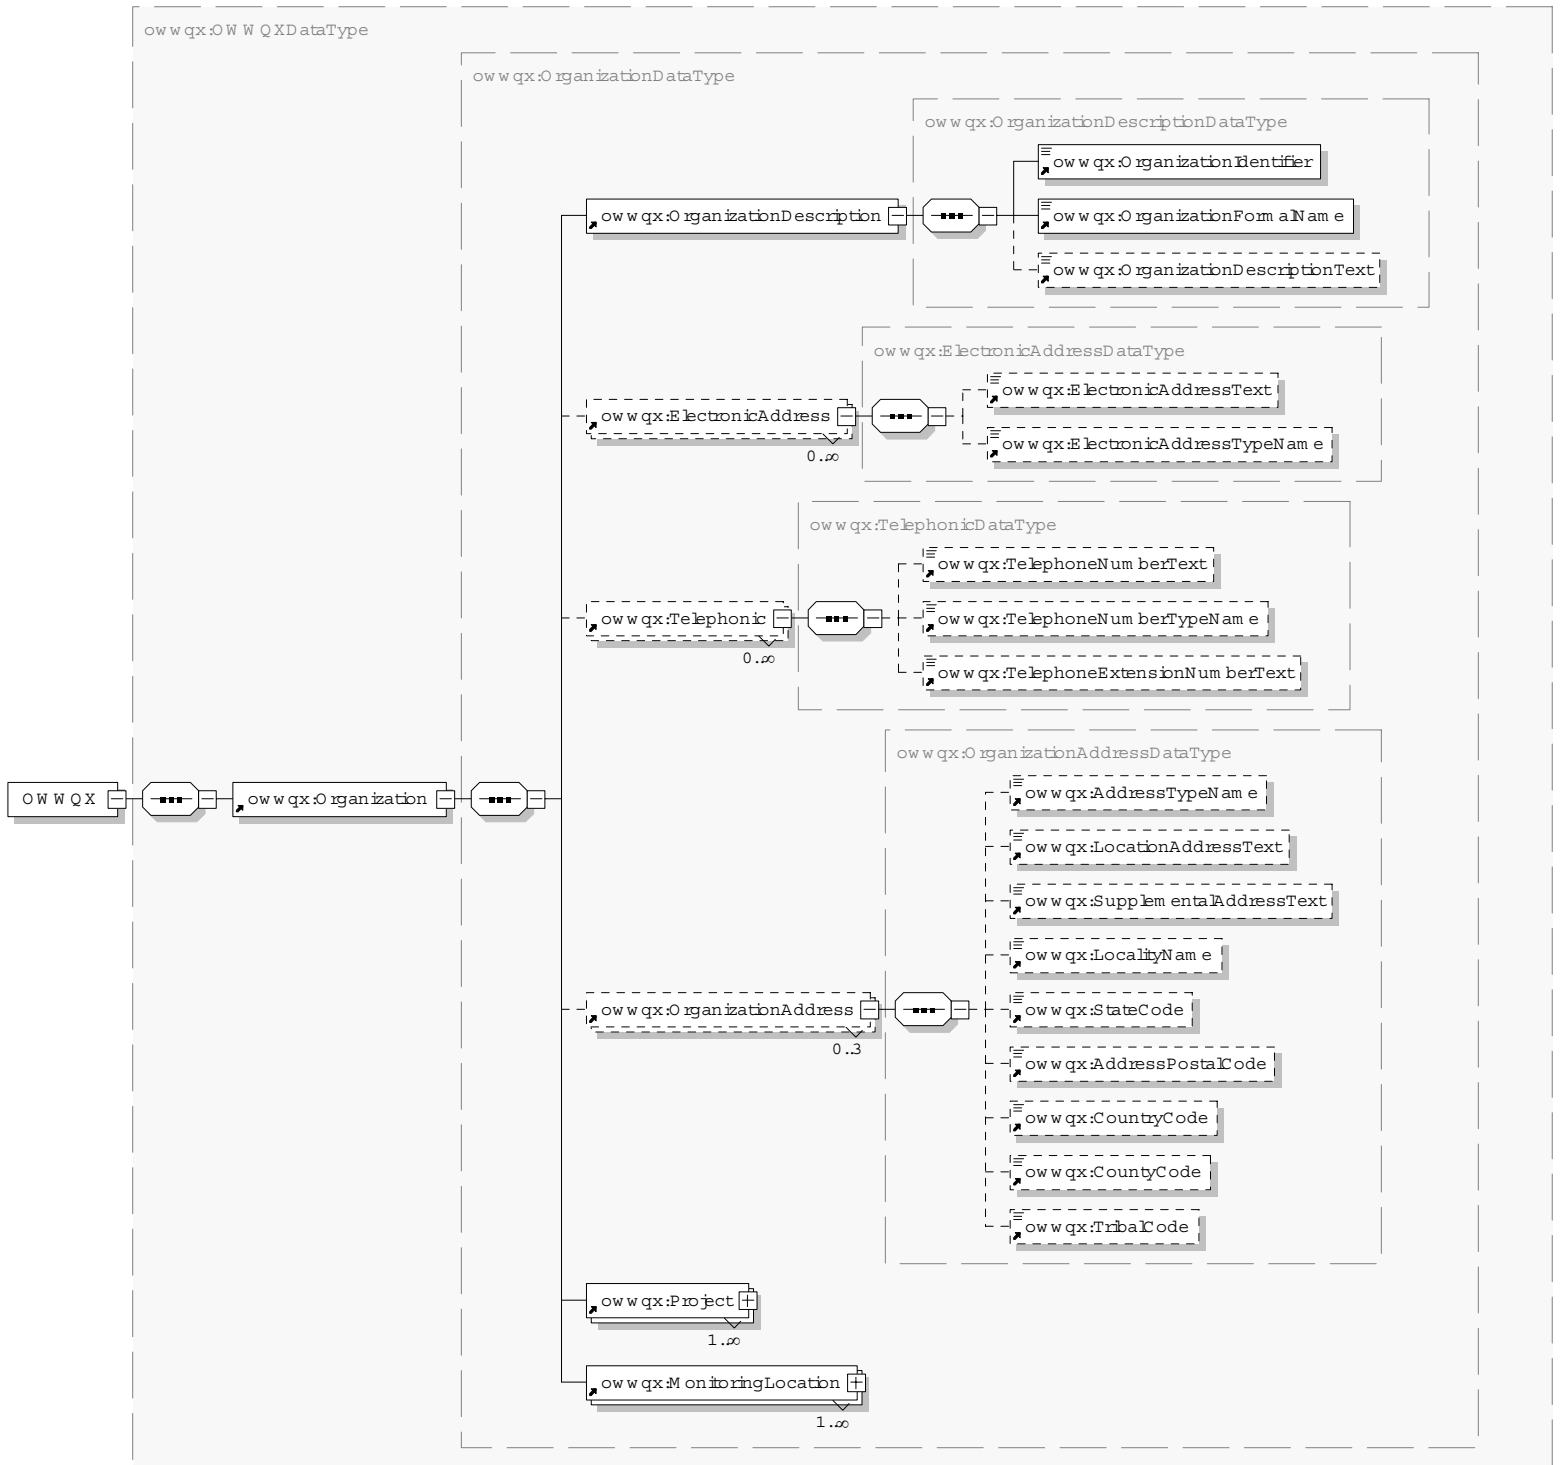 owwqx:OWWQXDataType
owwqx:OrganizationDataType
owwqx:OrganizationDescriptionDataType
owwqx:OrganizationIdentifier
owwqx:OrganizationDescription
owwqx:OrganizationFormalName
owwqx:OrganizationDescriptionText
owwqx:ElectronicAddressDataType
owwqx:ElectronicAddressText
owwqx:ElectronicAddress
0..∞
owwqx:ElectronicAddressTypeName
owwqx:TelephonicDataType
owwqx:TelephoneNumberText
owwqx:Telephonic
0..∞
owwqx:TelephoneNumberTypeName
owwqx:TelephoneExtensionNumberText
owwqx:OrganizationAddressDataType
OWWQX
owwqx:Organization
owwqx:AddressTypeName
owwqx:LocationAddressText
owwqx:SupplementalAddressText
owwqx:LocalityName
owwqx:OrganizationAddress
0..3
owwqx:StateCode
owwqx:AddressPostalCode
owwqx:CountryCode
owwqx:CountyCode
owwqx:TribalCode
owwqx:Project
1..∞
owwqx:MonitoringLocation
1..∞